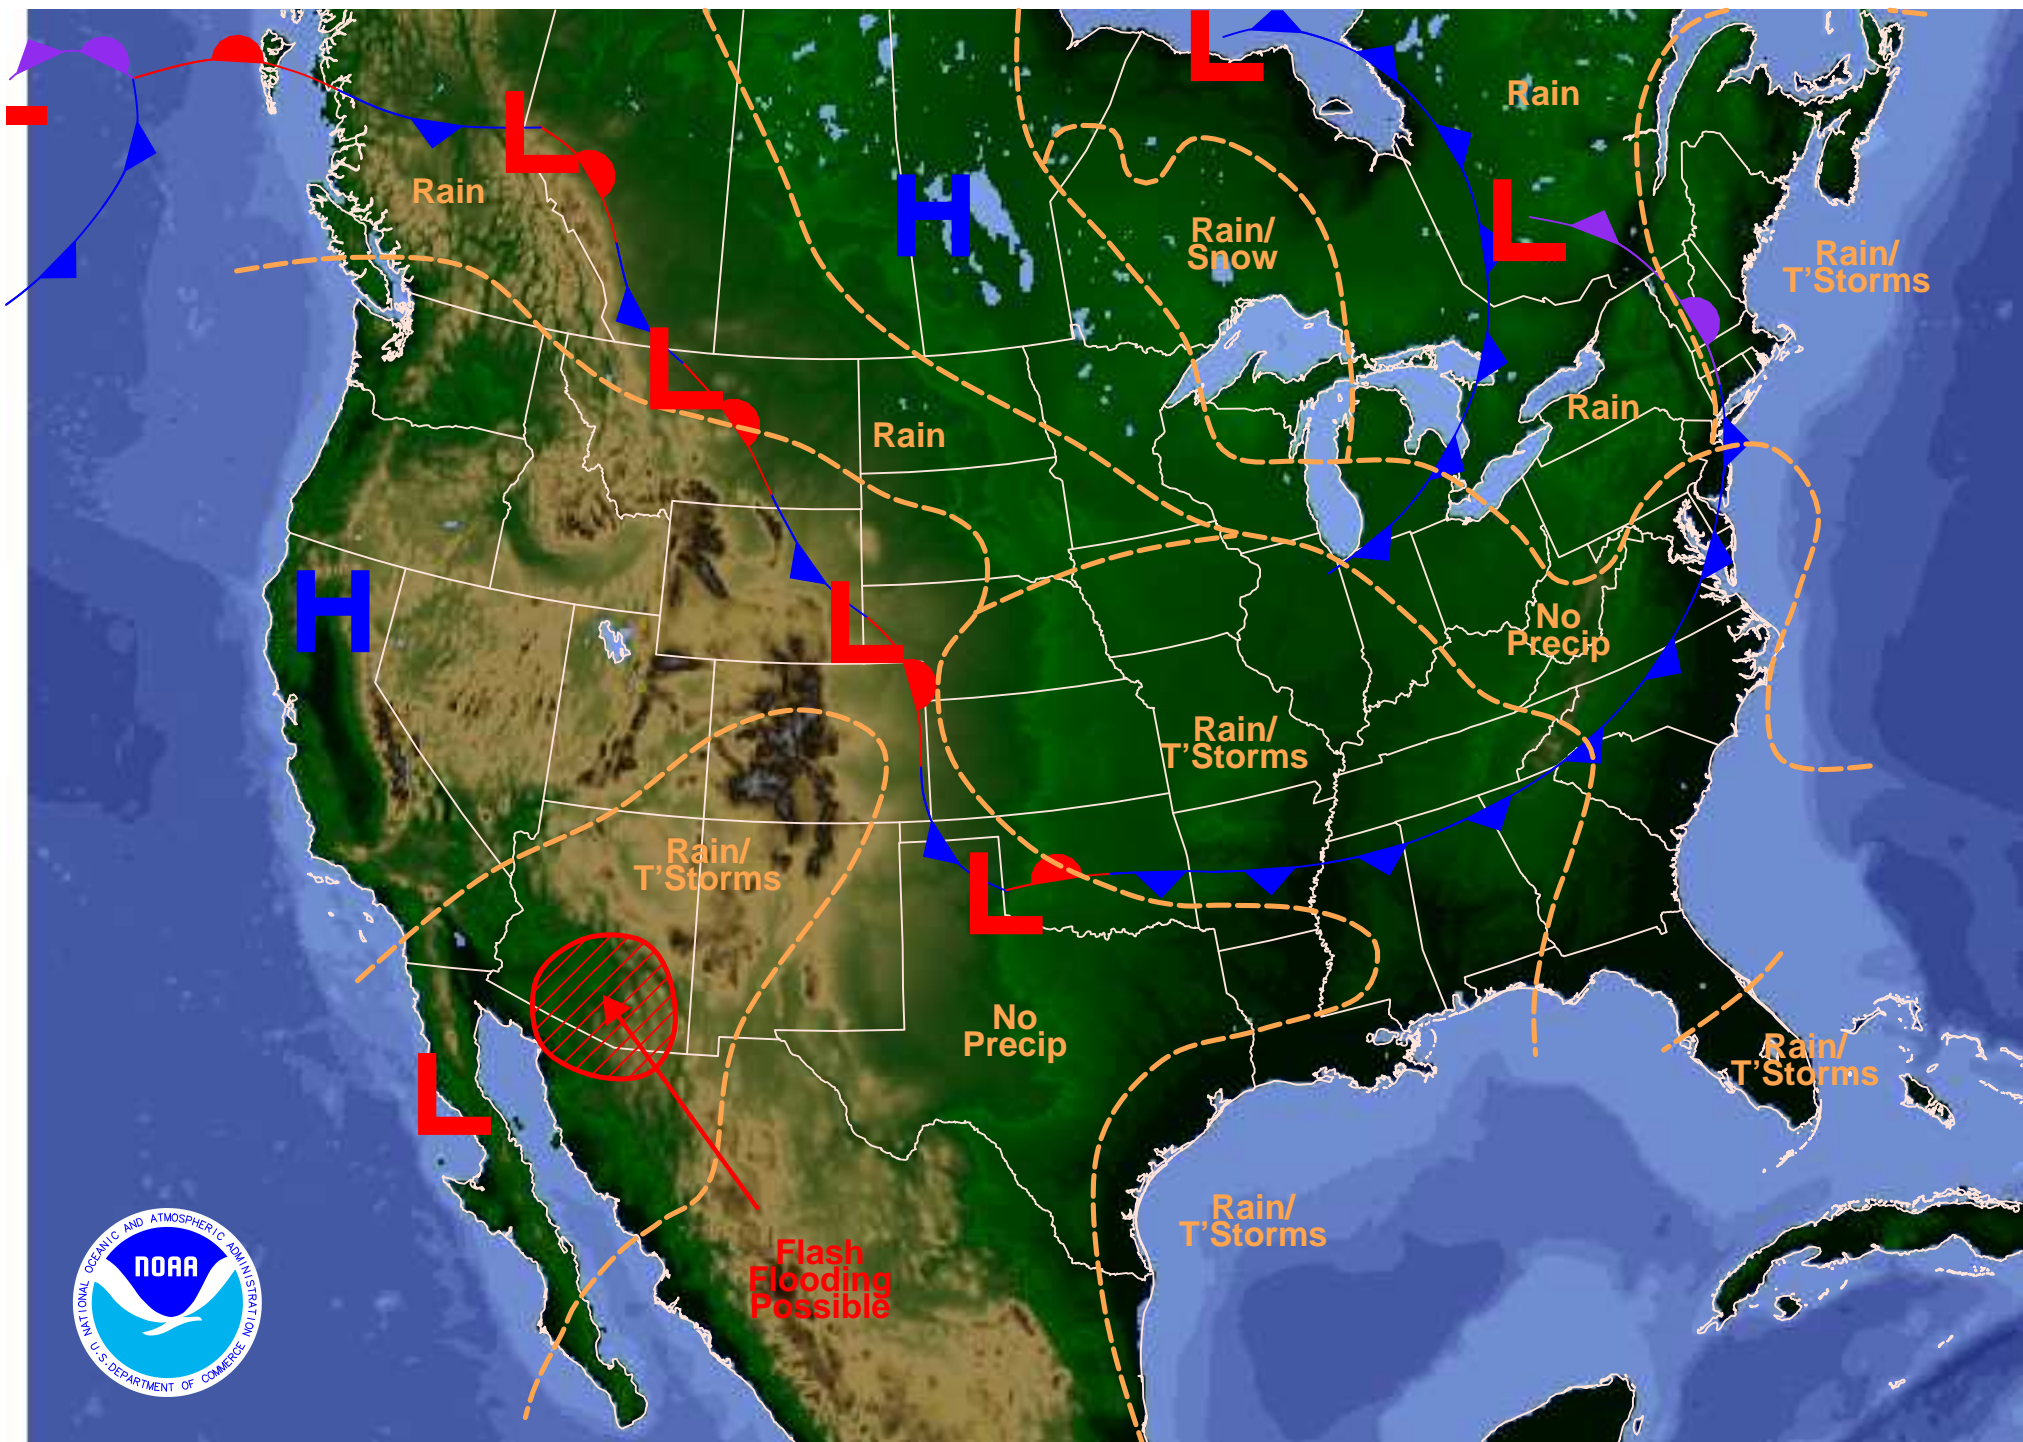 L
Rain
L
Rain
H
L
Rain/
Snow
Rain/
T'Storms
L
Rain
Rain
H
L
No
Precip
Rain/
T'Storms
Rain/
T'Storms
L
No
Precip
Rain/
T'Storms
L
Rain/
T'Storms
Flash
Flooding
Possible
NATIONAL OCEANIC AND ATMOSPHERIC ADMINISTRATION
NOAA
U.S. DEPARTMENT OF COMMERCE